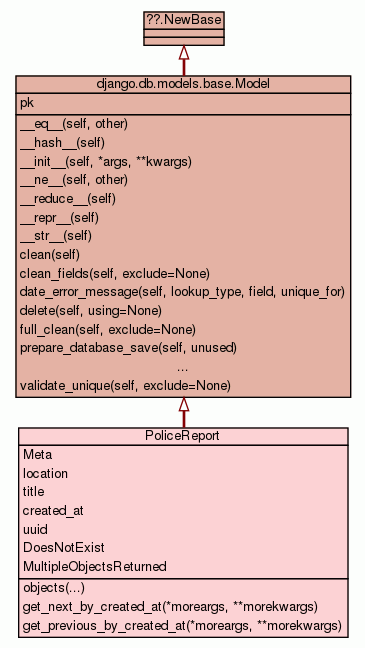 ??.NewBase
django.db.models.base.Model
pk
__eq__(self, other)
__hash__(self)
__init__(self, *args, **kwargs)
__ne__(self, other)
__reduce__(self)
__repr__(self)
__str__(self)
clean(self)
clean_fields(self, exclude=None)
date_error_message(self, lookup_type, field, unique_for)
delete(self, using=None)
full_clean(self, exclude=None)
prepare_database_save(self, unused)
...
validate_unique(self, exclude=None)
PoliceReport
Meta
location
title
created_at
uuid
DoesNotExist
MultipleObjectsReturned
objects(...)
get_next_by_created_at(*moreargs, **morekwargs)
get_previous_by_created_at(*moreargs, **morekwargs)